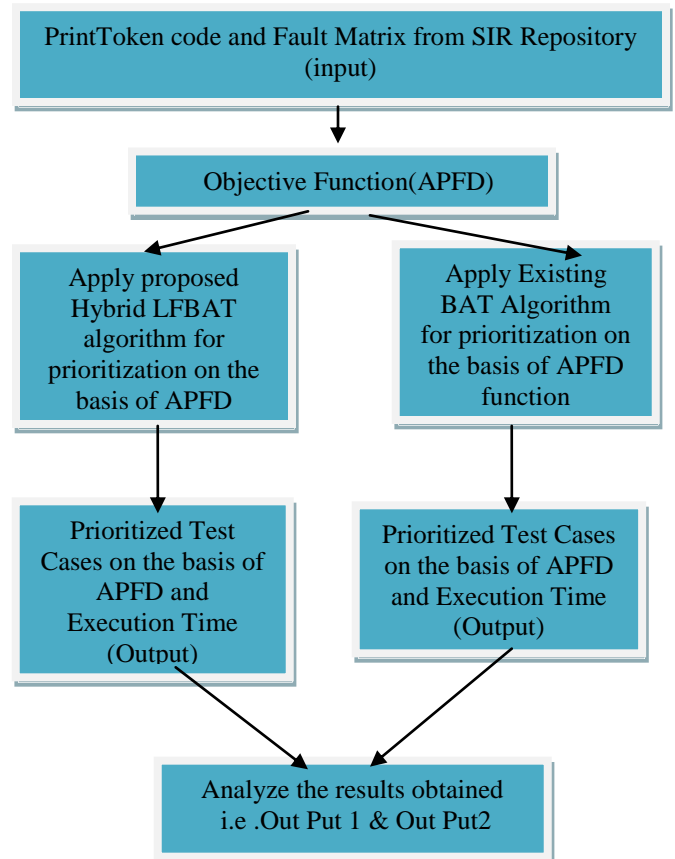 PrintToken code and Fault Matrix from SIR Repository
(input)
Objective Function(APFD)
Apply proposed
Hybrid LFBAT
algorithm for
prioritization on the
basis of APFD
Apply Existing
BAT Algorithm
for prioritization on
the basis of APFD
function
Prioritized Test
Cases on the basis of
APFD and
Execution Time
(Output)
Prioritized Test Cases
on the basis of APFD
and Execution Time
(Output)
Analyze the results obtained
i.e .Out Put 1 & Out Put2